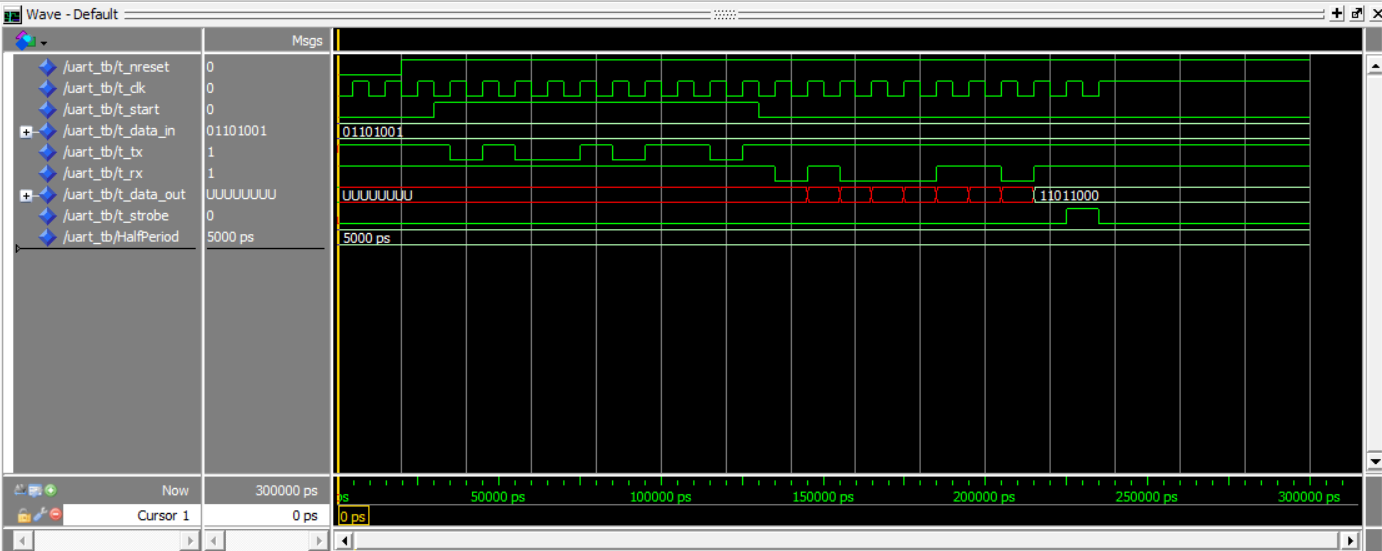 Wave - Default
Msgs
/uart_tb/t_nreset 0
/uart_tb/t_clk 0
/uart_tb/t_start 0
/uart_tb/t_data_in 01101001 01101001
/uart_tb/t_tx 1
/uart_tb/t_rx 1
/uart_tb/t_data_out UUUUUUUU UUUUUUUU 11011000
/uart_tb/t_strobe 0
/uart_tb/HalfPeriod 5000 ps 5000 ps
Now 300000 ps ps 50000 ps 100000 ps 150000 ps 200000 ps 250000 ps 300000 ps
Cursor 1 0 ps 0 ps